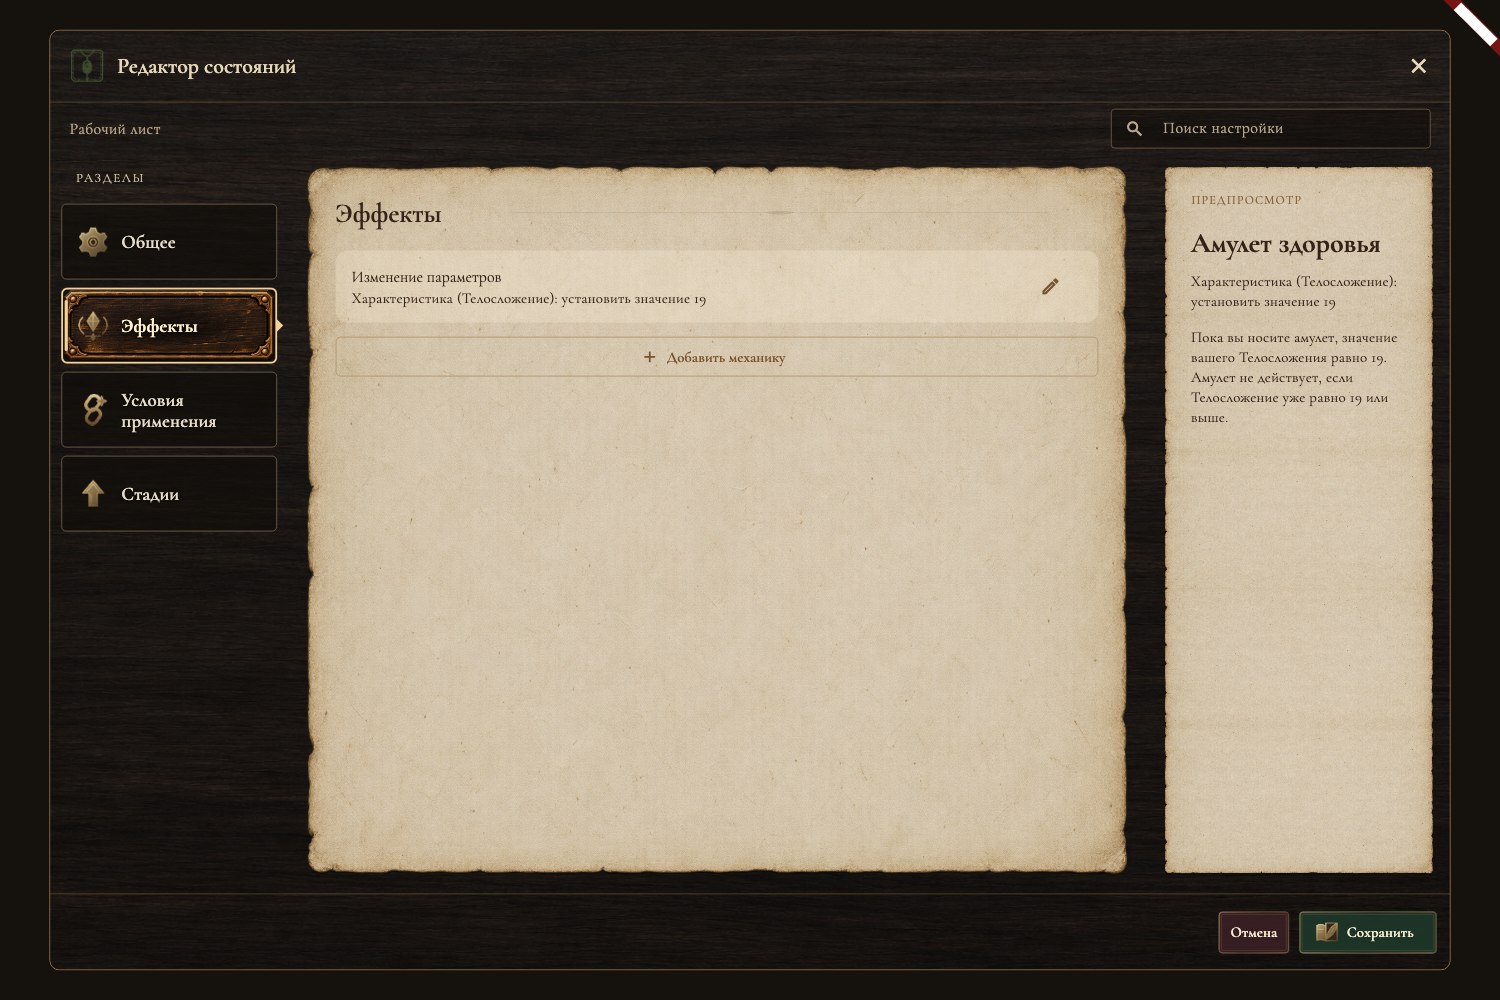 Редактор состояний
Рабочий лист
Поиск настройки
РАЗДЕЛЫ
Общее
Эффекты
Условия
применения
Стадии
Эффекты
Изменение параметров
Характеристика (Телосложение): установить значение 19
Добавить механику
ПРЕДПРОСМОТР
Амулет здоровья
Характеристика (Телосложение):
установить значение 19
Пока вы носите амулет, значение
вашего Телосложения равно 19.
Амулет не действует, если
Телосложение уже равно 19 или
выше.
Отмена
Сохранить